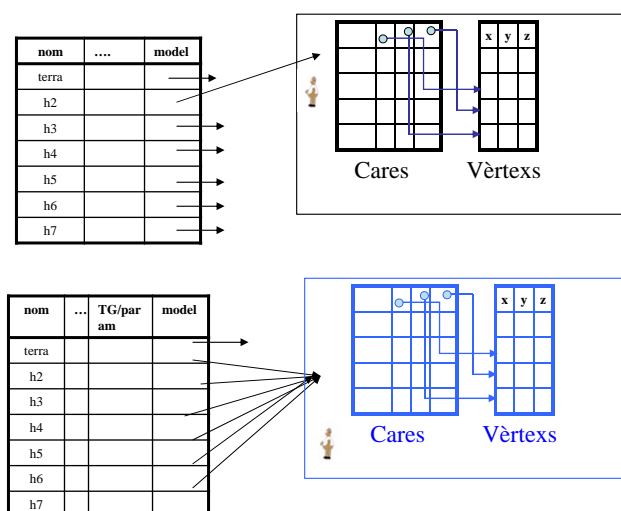 nom …. model
terra
h2
h3
h4
h5
h6
h7
x y z
Cares Vèrtexs
nom … TG/par model
am
terra
h2
h3
h4
h5
h6
h7
x y z
Cares Vèrtexs